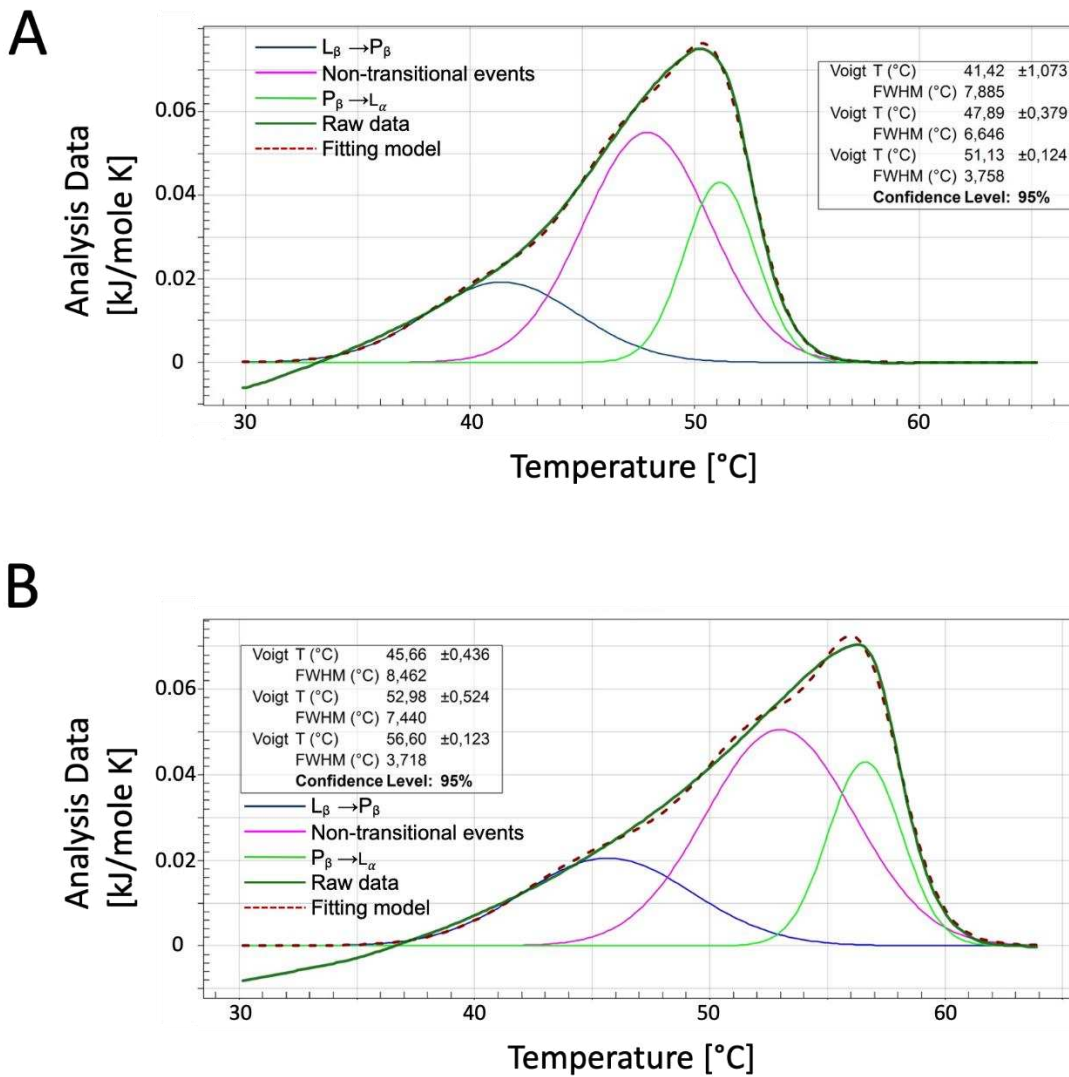 A
Analysis Data
[kJ/mole K]
0.06
0.04
0.02
0
Lβ →Pβ
Non-transitional events
Pβ→Lα
Raw data
Fitting model
Voigt T (°C) 41,42 ±1,073
FWHM (°C) 7,885
Voigt T (°C) 47,89 ±0,379
FWHM (°C) 6,646
Voigt T (°C) 51,13 ±0,124
FWHM (°C) 3,758
Confidence Level: 95%
30 40 50 60
Temperature [°C]
B
Analysis Data
[kJ/mole K]
0.06
0.04
0.02
0
Voigt T (°C) 45,66 ±0,436
FWHM (°C) 8,462
Voigt T (°C) 52,98 ±0,524
FWHM (°C) 7,440
Voigt T (°C) 56,60 ±0,123
FWHM (°C) 3,718
Confidence Level: 95%
Lβ →Pβ
Non-transitional events
Pβ→Lα
Raw data
Fitting model
30 40 50 60
Temperature [°C]